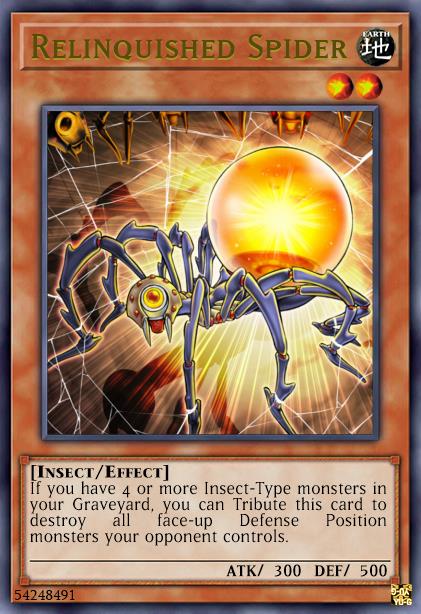 Relinquished Spider
EARTH
地
[Insect/Effect]
If you have 4 or more Insect-Type monsters in
your Graveyard, you can Tribute this card to
destroy all face-up Defense Position
monsters your opponent controls.
ATK/ 300 DEF/ 500
54248491